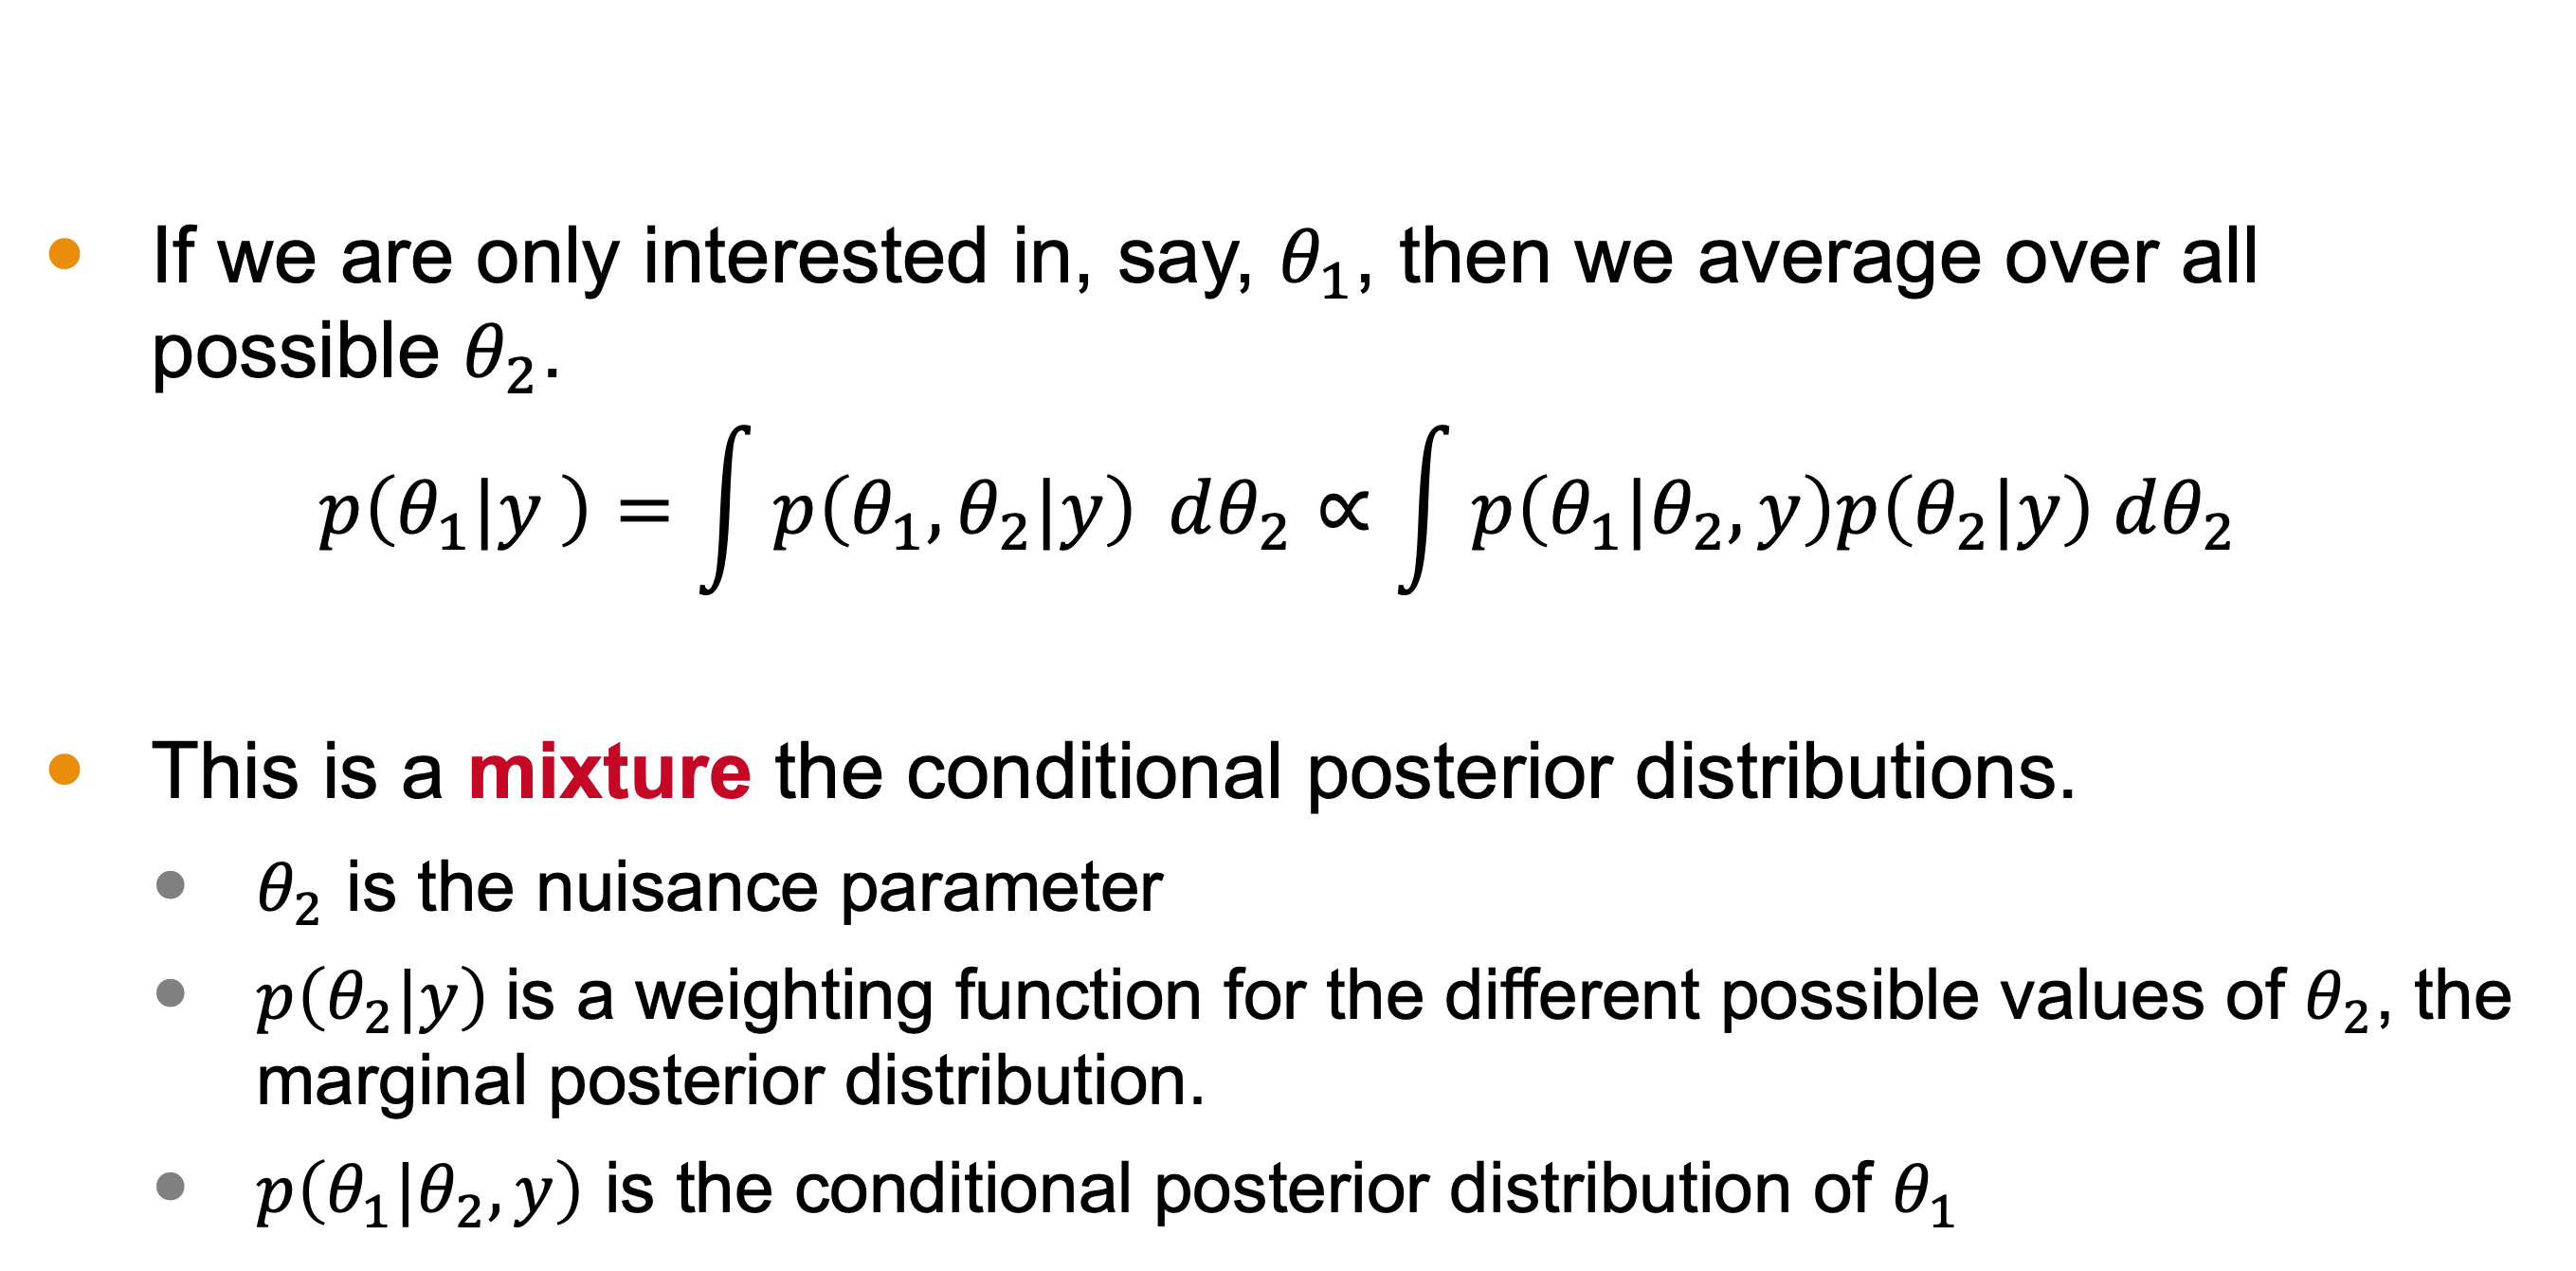 • If we are only interested in, say, θ₁, then we average over all
possible θ₂.
p(θ₁|y ) = ∫ p(θ₁, θ₂|y) dθ₂ ∝ ∫ p(θ₁|θ₂, y)p(θ₂|y) dθ₂
• This is a mixture the conditional posterior distributions.
• θ₂ is the nuisance parameter
• p(θ₂|y) is a weighting function for the different possible values of θ₂, the
marginal posterior distribution.
• p(θ₁|θ₂, y) is the conditional posterior distribution of θ₁